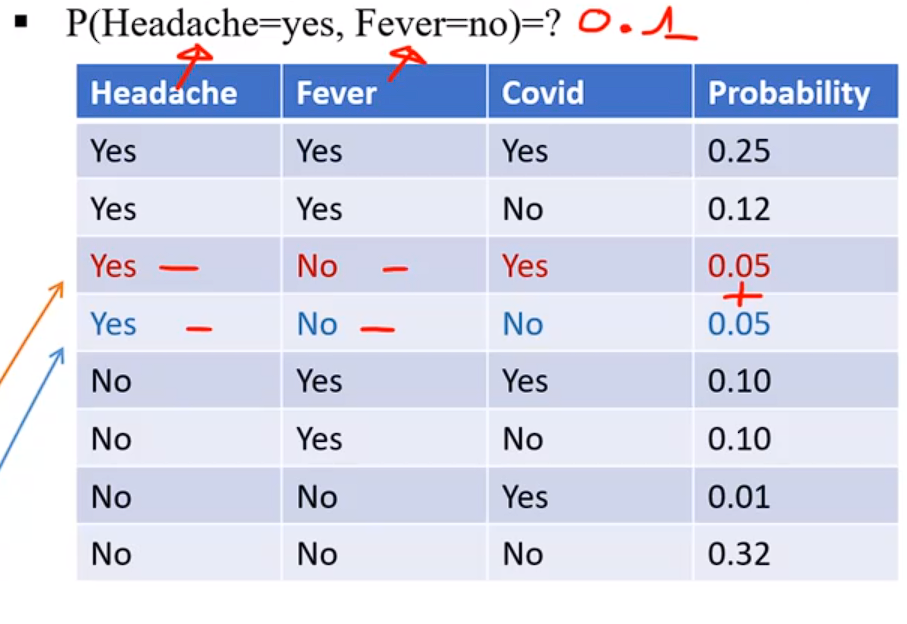 ▪ P(Headache=yes, Fever=no)=? 0.1
Headache Fever Covid Probability
Yes Yes Yes 0.25
Yes Yes No 0.12
Yes — No — Yes 0.05
+
Yes — No — No 0.05
No Yes Yes 0.10
No Yes No 0.10
No No Yes 0.01
No No No 0.32